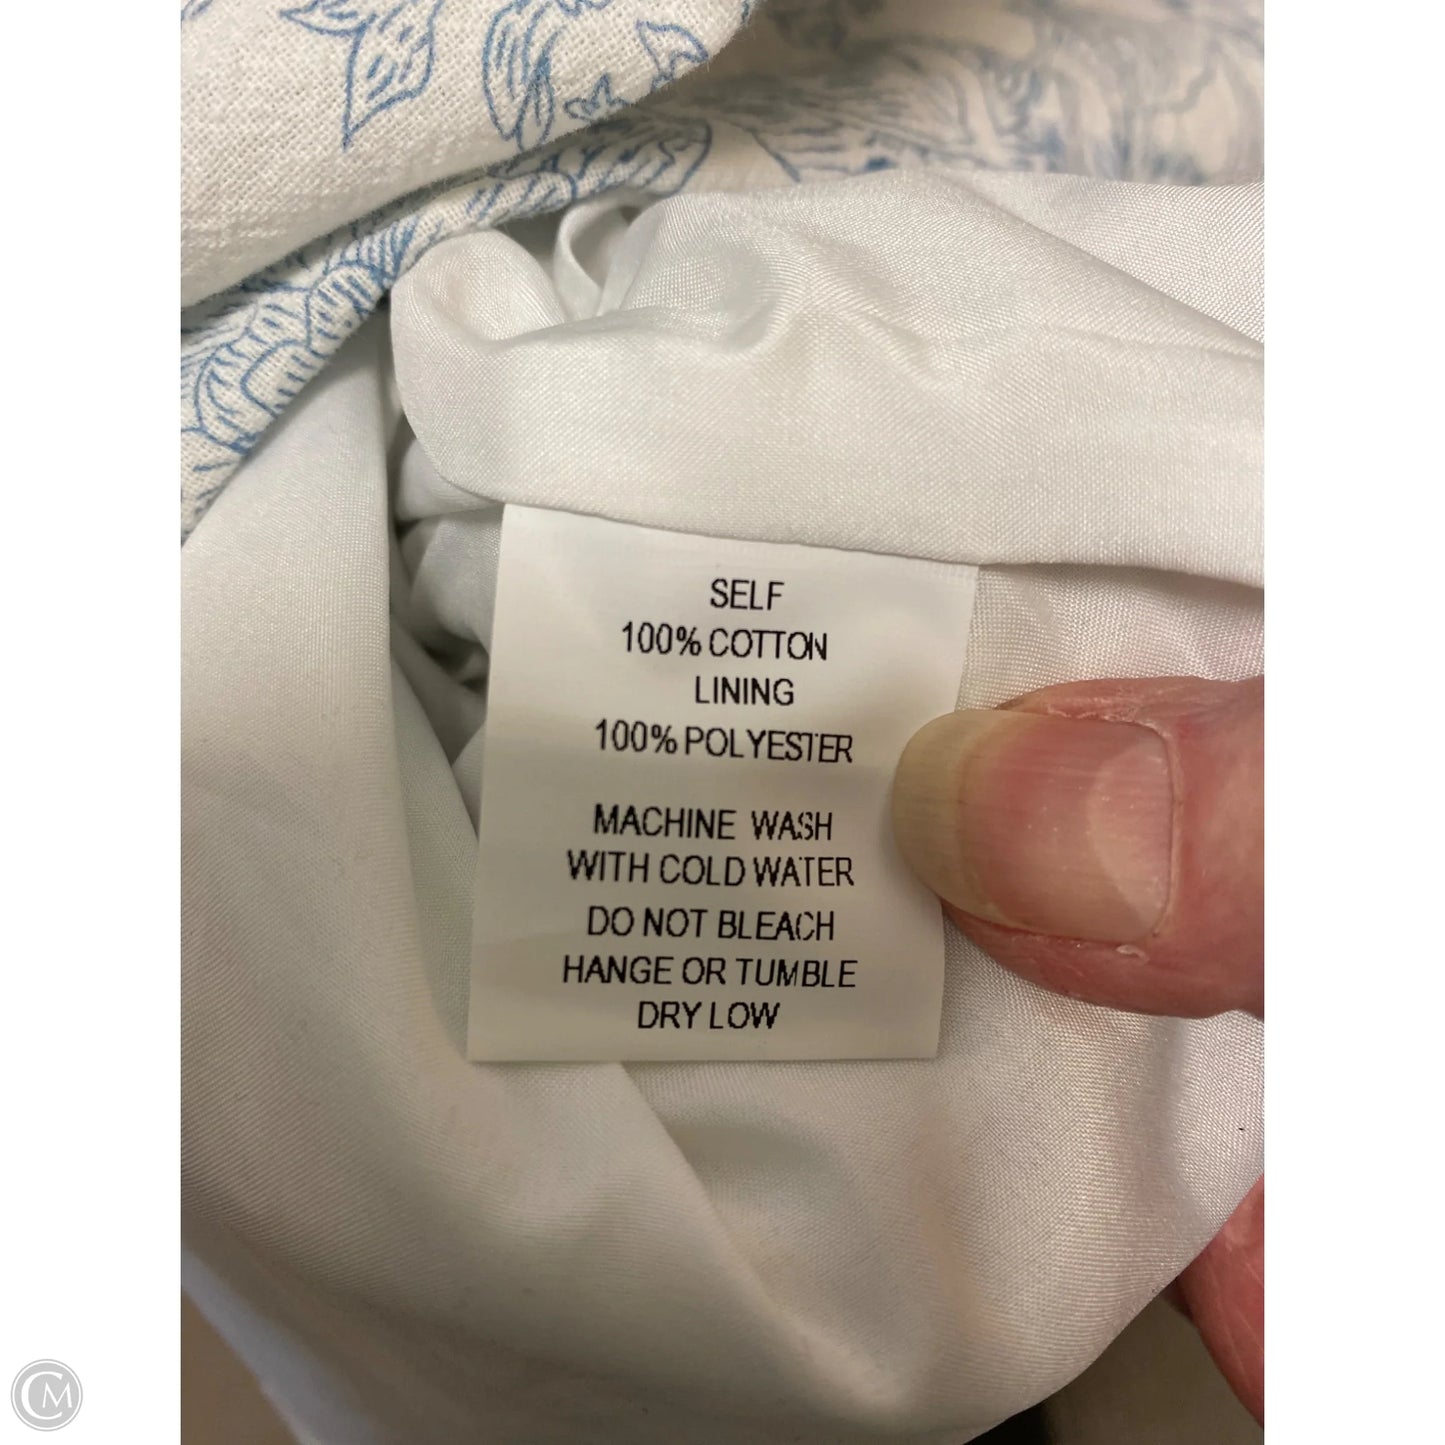 SELF
100% COTTON
LINING
100% POLYESTER
MACHINE WASH
WITH COLD WATER
DO NOT BLEACH
HANGE OR TUMBLE
DRY LOW
CM